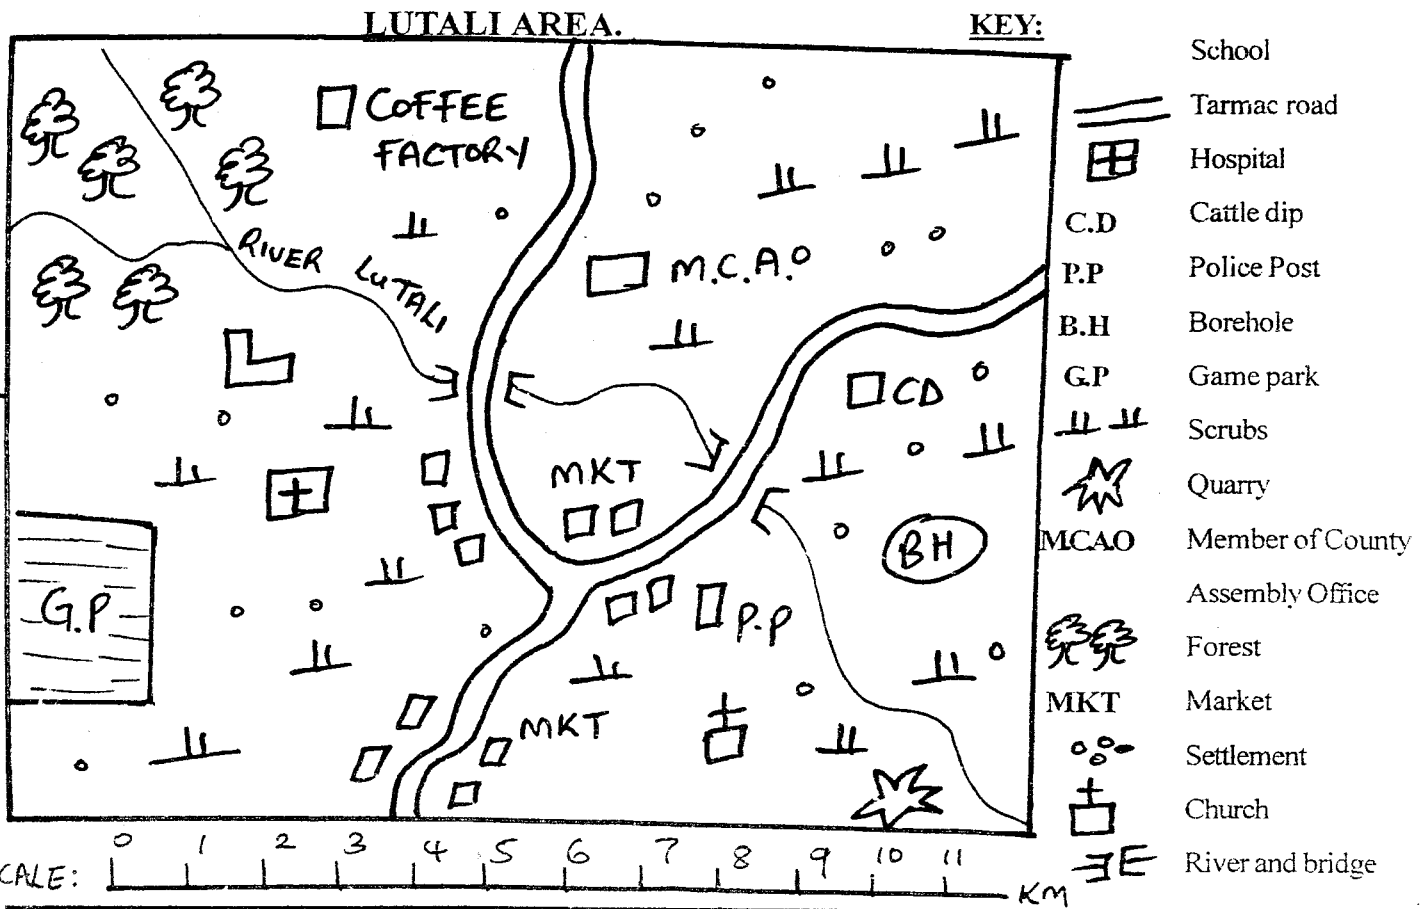 LUTALI AREA.
COFFEE
FACTORY
RIVER LUTALI
M.C.A.O
CD
MKT
BH
G.P
P.P
MKT
KEY:
School
Tarmac road
Hospital
C.D Cattle dip
P.P Police Post
B.H Borehole
G.P Game park
Scrubs
Quarry
M.C.A.O Member of County
Assembly Office
Forest
MKT Market
Settlement
Church
River and bridge
CALE: 0 1 2 3 4 5 6 7 8 9 10 11 KM